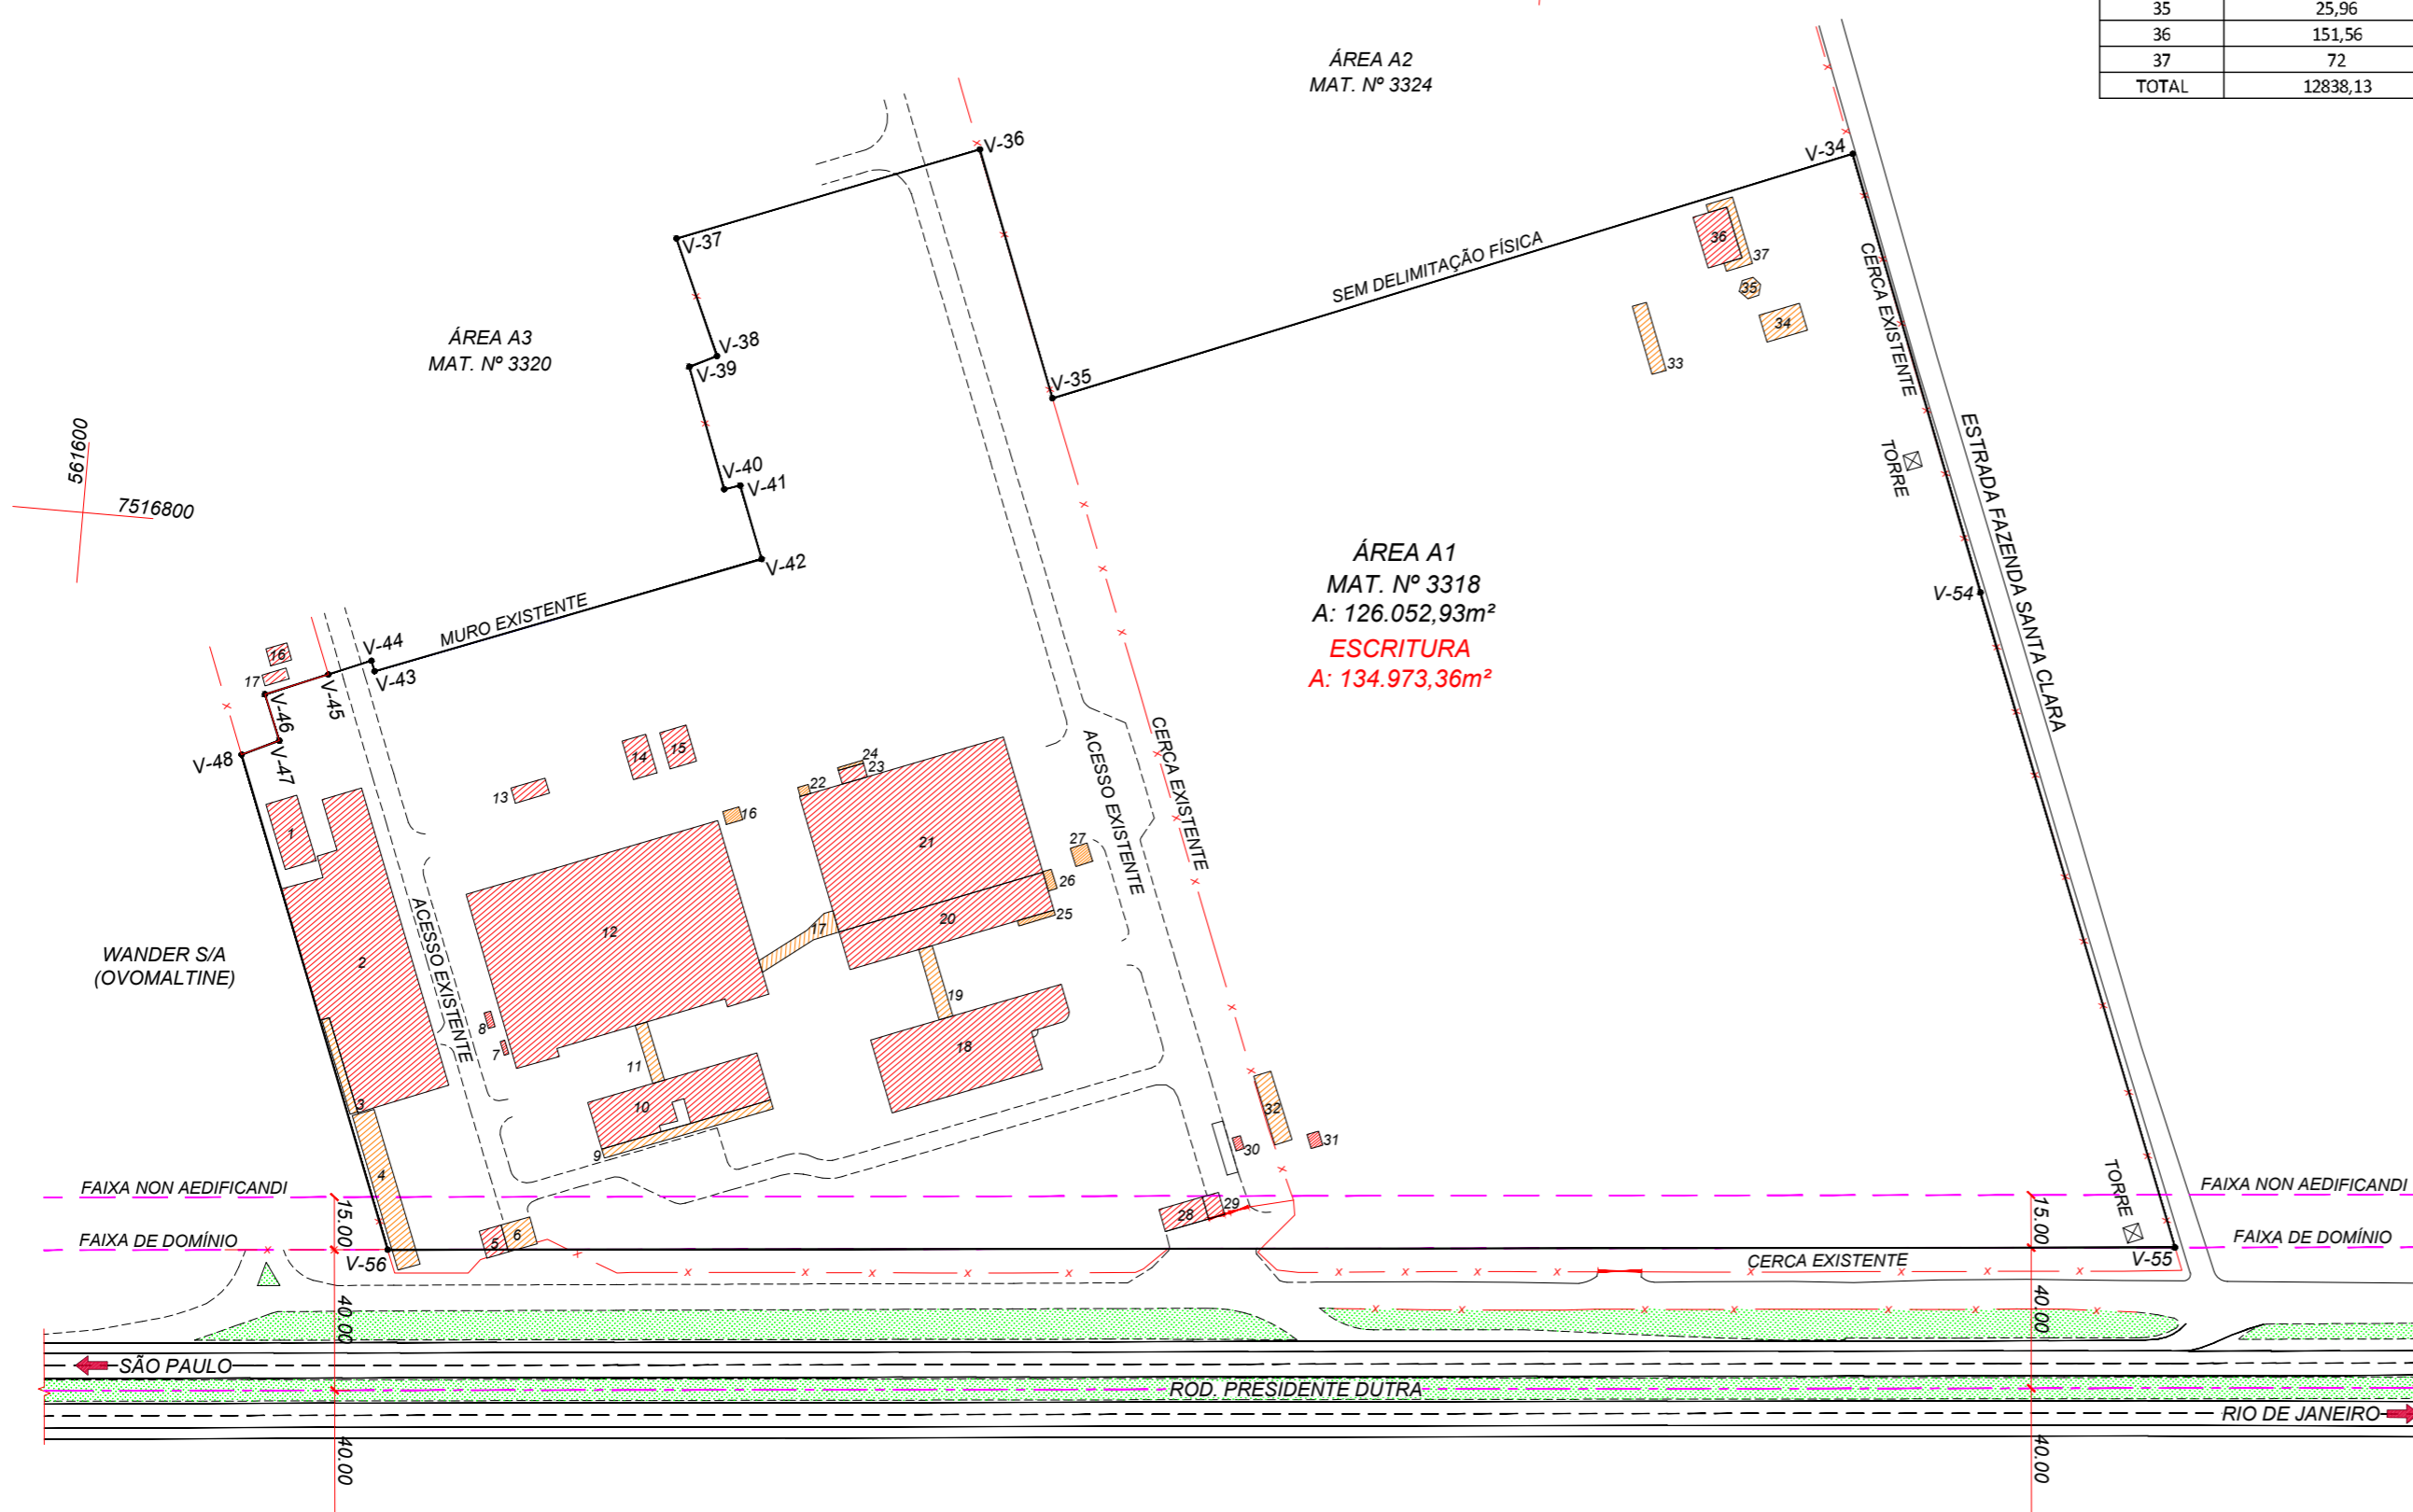 35 25,96
36 151,56
37 72
TOTAL 12838,13
ÁREA A2
MAT. Nº 3324
V-36
V-34
V-37
36
37
SEM DELIMITAÇÃO FÍSICA
CERCA EXISTENTE
35
34
33
ÁREA A3
MAT. Nº 3320
V-38
V-39
V-35
561600
7516800
V-40
V-41
TORRE
ESTRADA FAZENDA SANTA CLARA
ÁREA A1
MAT. Nº 3318
A: 126.052,93m²
ESCRITURA
A: 134.973,36m²
V-42
V-54
MURO EXISTENTE
V-44
V-43
16
17
V-45
V-46
V-47
V-48
14
15
13
24
23
22
16
21
27
26
25
20
17
12
1
2
ACESSO EXISTENTE
ACESSO EXISTENTE
CERCA EXISTENTE
WANDER S/A
(OVOMALTINE)
19
18
8
7
11
10
9
3
4
32
31
30
29
28
5
6
TORRE
FAIXA NON AEDIFICANDI
FAIXA NON AEDIFICANDI
15.00
15.00
FAIXA DE DOMÍNIO
FAIXA DE DOMÍNIO
V-56
V-55
CERCA EXISTENTE
40.00
40.00
SÃO PAULO
ROD. PRESIDENTE DUTRA
RIO DE JANEIRO
40.00
40.00